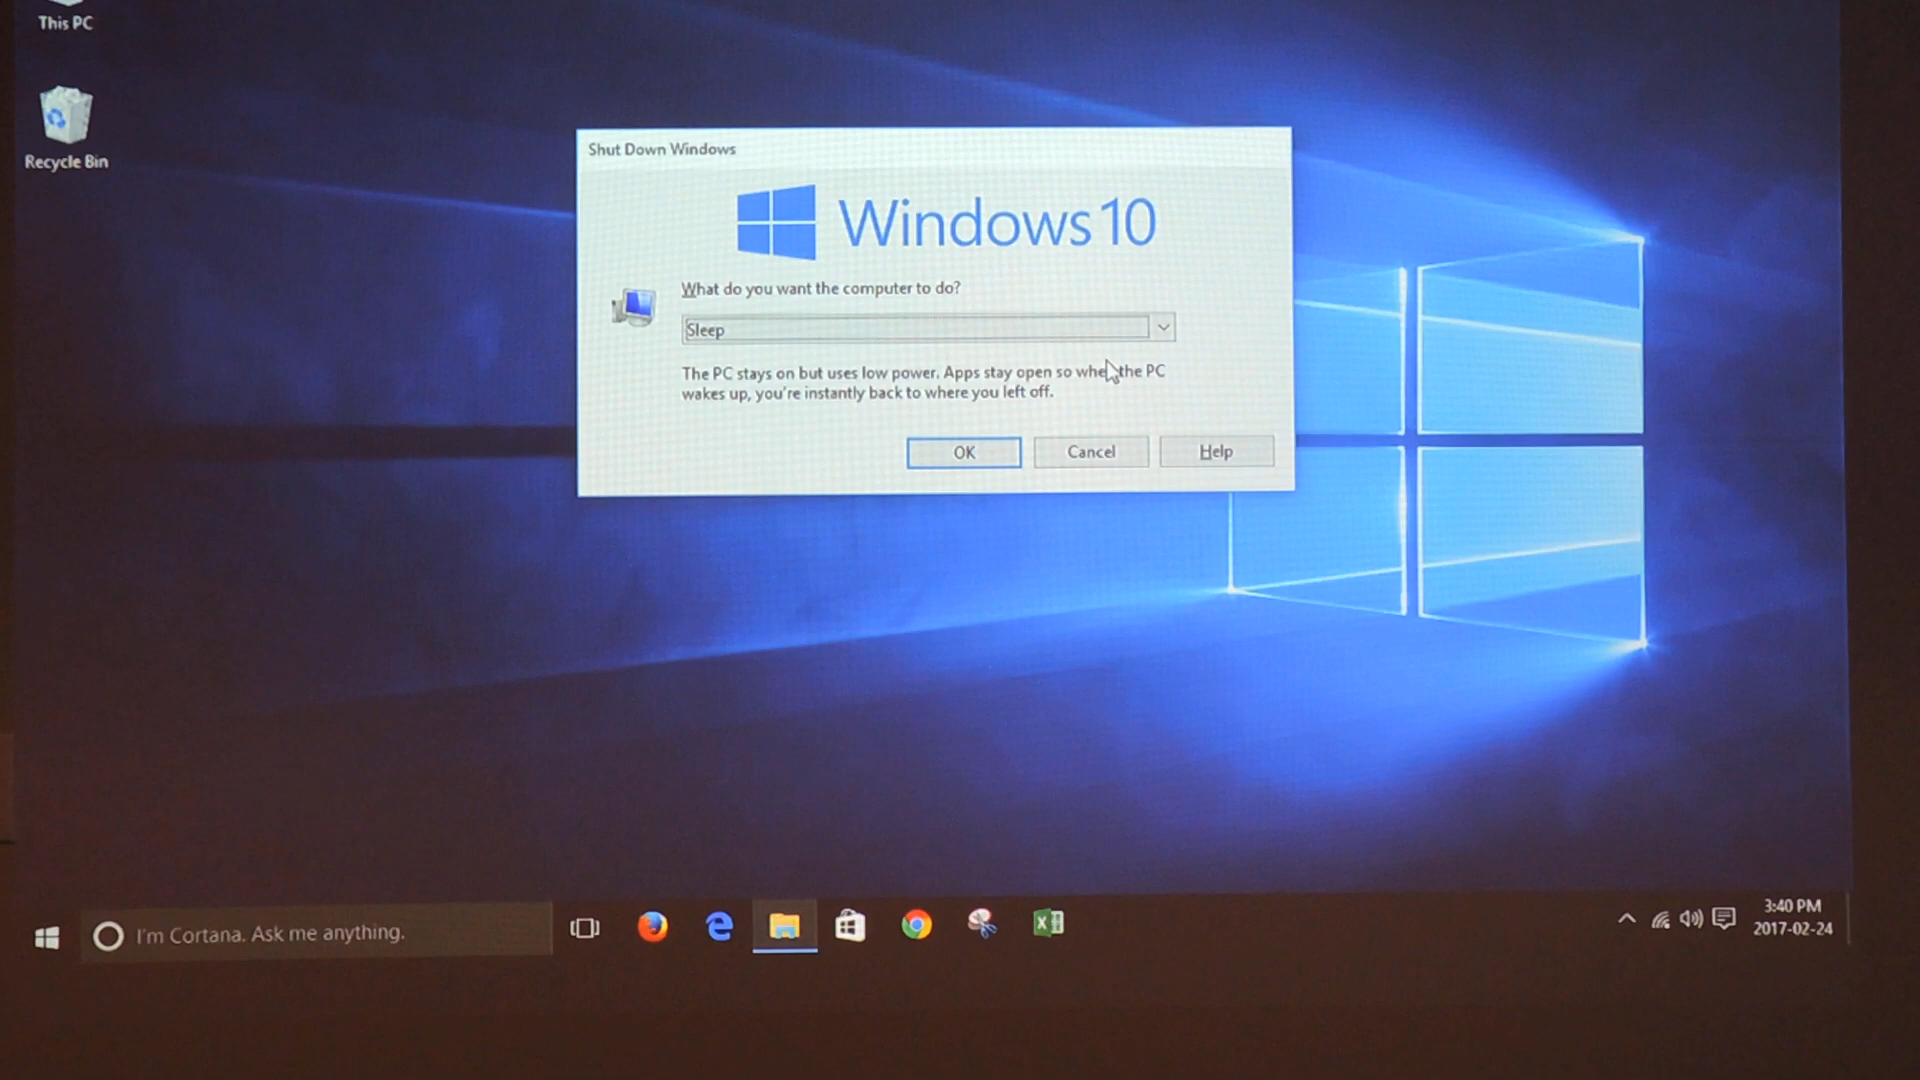 This PC
Recycle Bin
Shut Down Windows
Windows 10
What do you want the computer to do?
Sleep
The PC stays on but uses low power. Apps stay open so when the PC
wakes up, you're instantly back to where you left off.
OK
Cancel
Help
I'm Cortana. Ask me anything.
3:40 PM
2017-02-24